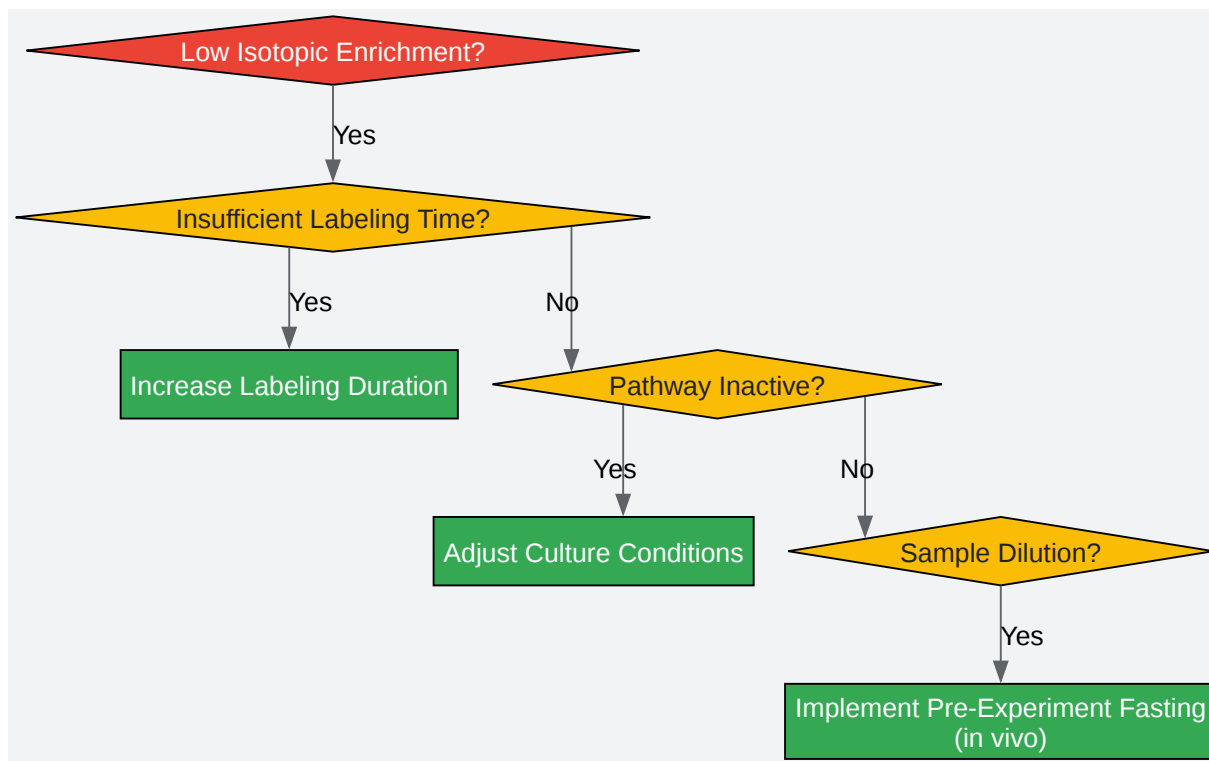 Low Isotopic Enrichment?
Yes
Insufficient Labeling Time?
Yes
No
Increase Labeling Duration
Pathway Inactive?
Yes
No
Adjust Culture Conditions
Sample Dilution?
Yes
Implement Pre-Experiment Fasting
(in vivo)